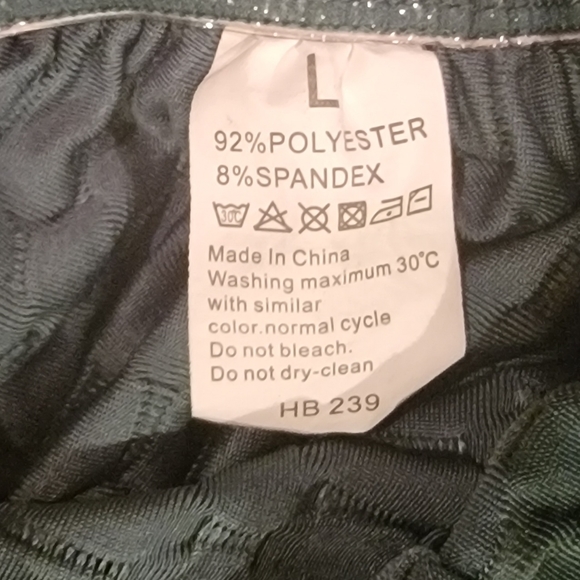 L
92%POLYESTER
8%SPANDEX
30C
Made In China
Washing maximum 30°C
with similar
color.normal cycle
Do not bleach.
Do not dry-clean
HB 239